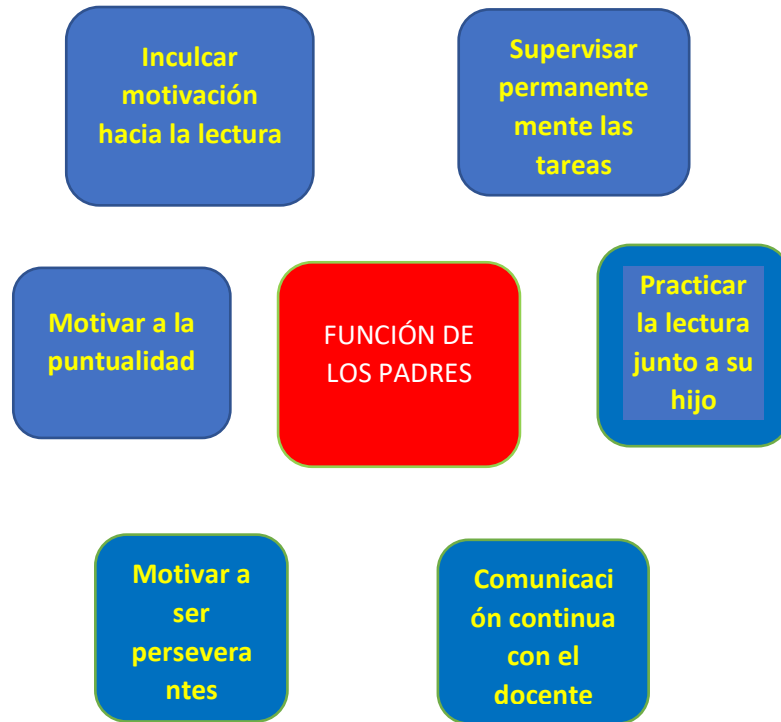 Inculcar
motivación
hacia la lectura
Supervisar
permanente
mente las
tareas
Motivar a la
puntualidad
FUNCIÓN DE
LOS PADRES
Practicar
la lectura
junto a su
hijo
Motivar a
ser
persevera
ntes
Comunicaci
ón continua
con el
docente